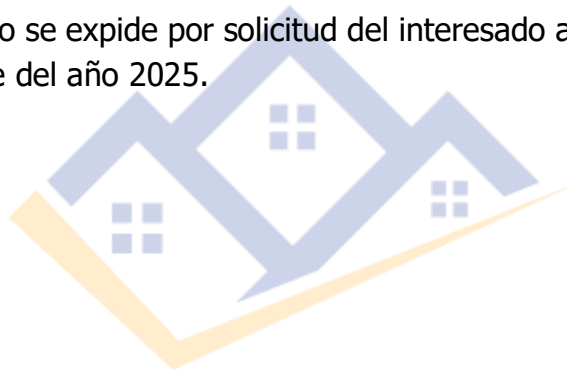 o se expide por solicitud del interesado a
e del año 2025.